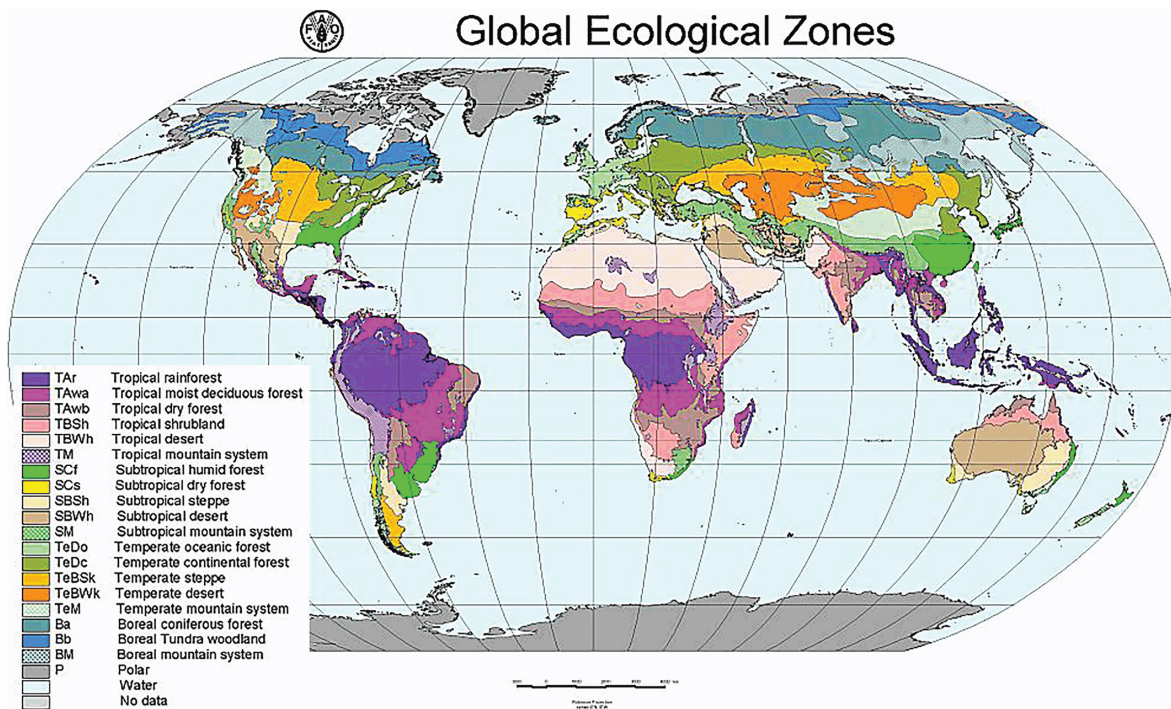 Global Ecological Zones
F A O
FIAT PANIS
TAr Tropical rainforest
TAwa Tropical moist deciduous forest
TAwb Tropical dry forest
TBSh Tropical shrubland
TBWh Tropical desert
TM Tropical mountain system
SCf Subtropical humid forest
SCs Subtropical dry forest
SBSh Subtropical steppe
SBWh Subtropical desert
SM Subtropical mountain system
TeDo Temperate oceanic forest
TeDc Temperate continental forest
TeBSk Temperate steppe
TeBWk Temperate desert
TeM Temperate mountain system
Ba Boreal coniferous forest
Bb Boreal Tundra woodland
BM Boreal mountain system
P Polar
Water
No data